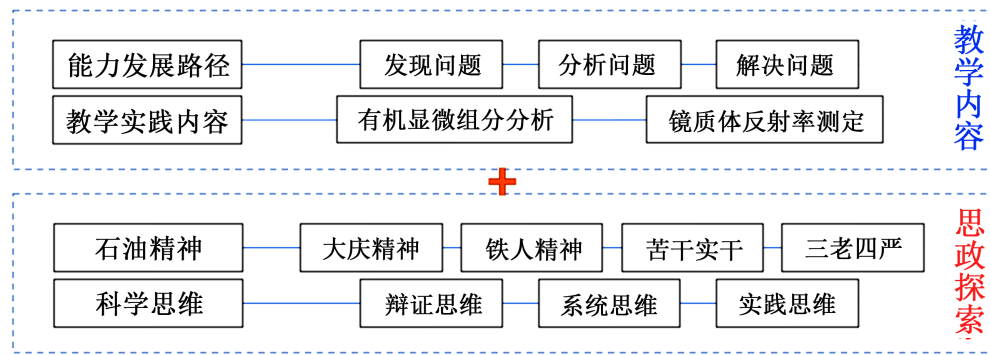 能力发展路径 发现问题 分析问题 解决问题
教学实践内容 有机显微组分分析 镜质体反射率测定
教学内容
石油精神 大庆精神 铁人精神 苦干实干 三老四严
科学思维 辩证思维 系统思维 实践思维
思政探索